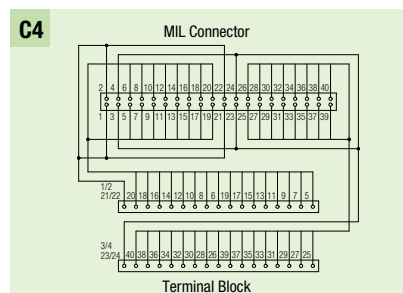 C4
MIL Connector
2 4 6 8 10 12 14 16 18 20 22 24 26 28 30 32 34 36 38 40
1 3 5 7 9 11 13 15 17 19 21 23 25 27 29 31 33 35 37 39
1/2
21/22 20 18 16 14 12 10 8 6 19 17 15 13 11 9 7 5
3/4
23/24 40 38 36 34 32 30 28 26 39 37 35 33 31 29 27 25
Terminal Block